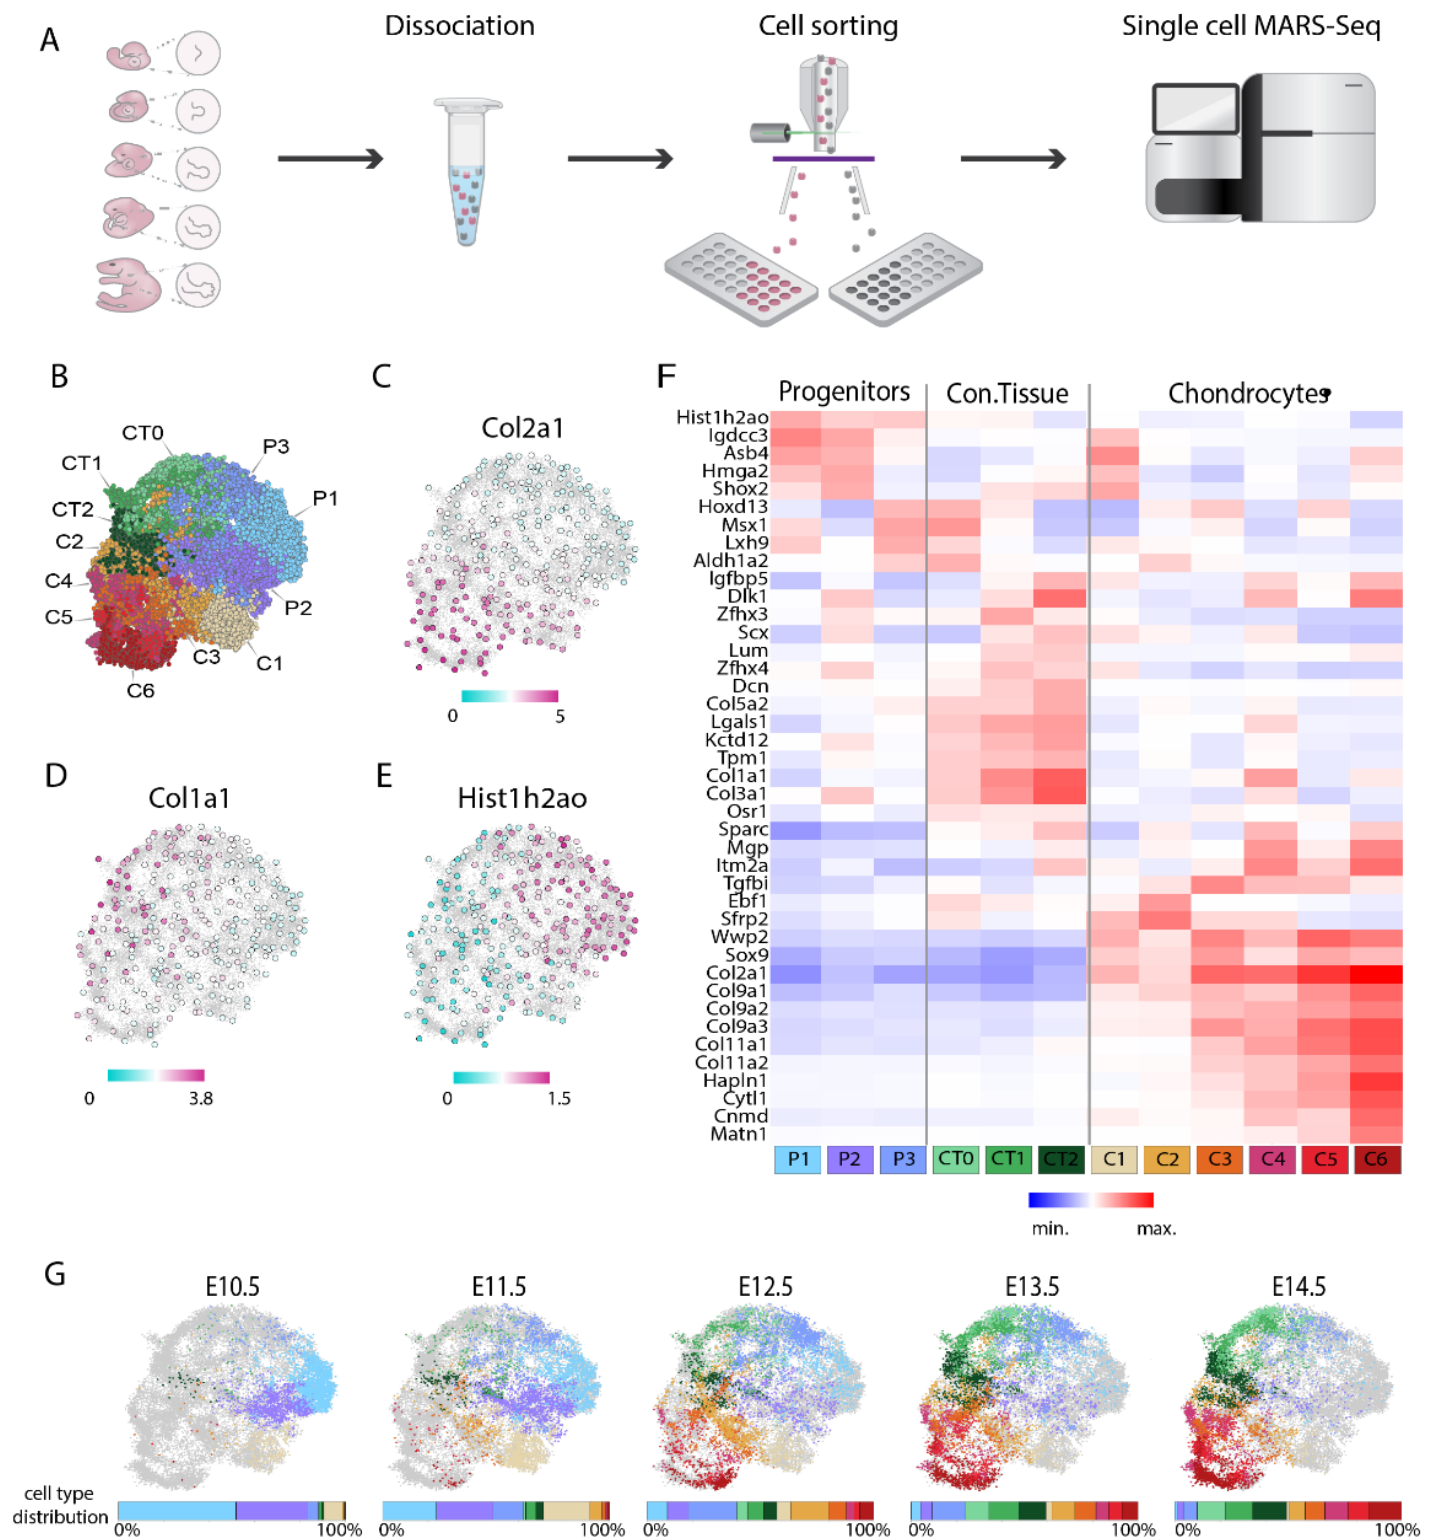 A
Dissociation
Cell sorting
Single cell MARS-Seq
B
CT0
CT1
CT2
C2
C4
C5
C6
C3
C1
P2
P1
P3
C
Col2a1
0 5
D
Col1a1
0 3.8
E
Hist1h2ao
0 1.5
F
Progenitors Con.Tissue Chondrocytes
Hist1h2ao
Igdcc3
Asb4
Hmga2
Shox2
Hoxd13
Msx1
Lxh9
Aldh1a2
Igfbp5
Dlk1
Zfhx3
Scx
Lum
Zfhx4
Dcn
Col5a2
Lgals1
Kctd12
Tpm1
Col1a1
Col3a1
Osr1
Sparc
Mgp
Itm2a
Tgfbi
Ebf1
Sfrp2
Wwp2
Sox9
Col2a1
Col9a1
Col9a2
Col9a3
Col11a1
Col11a2
Hapln1
Cytl1
Cnmd
Matn1
P1 P2 P3 CT0 CT1 CT2 C1 C2 C3 C4 C5 C6
min. max.
G
E10.5 E11.5 E12.5 E13.5 E14.5
cell type
distribution
0% 100% 0% 100% 0% 100% 0% 100% 0% 100%